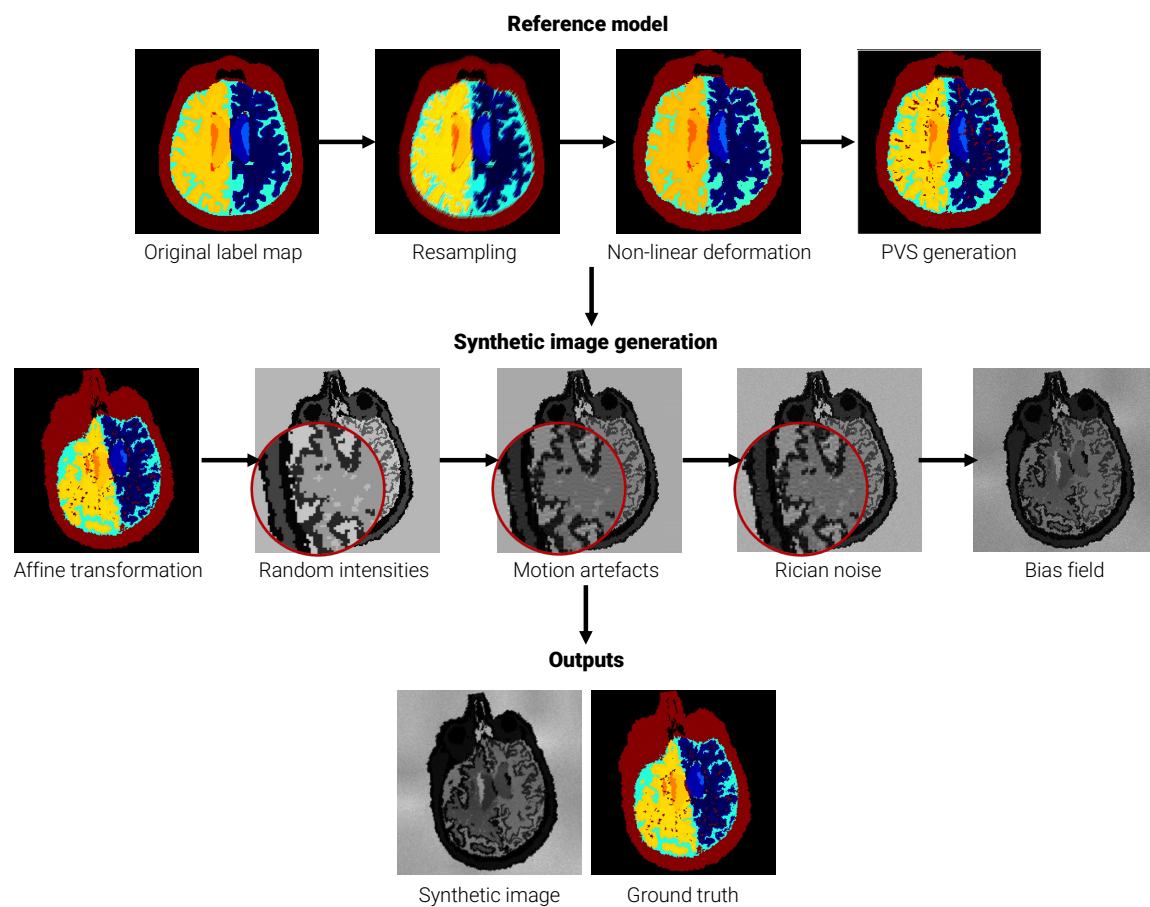 Reference model
Original label map
Resampling
Non-linear deformation
PVS generation
Synthetic image generation
Affine transformation
Random intensities
Motion artefacts
Rician noise
Bias field
Outputs
Synthetic image
Ground truth